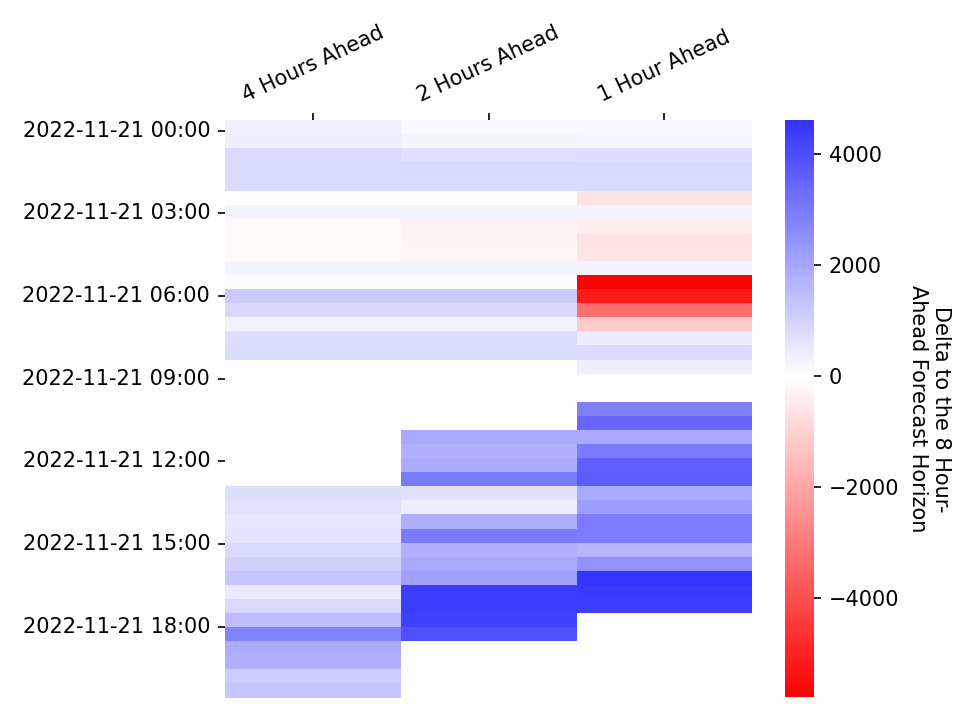 4 Hours Ahead
2 Hours Ahead
1 Hour Ahead
2022-11-21 00:00
2022-11-21 03:00
2022-11-21 06:00
2022-11-21 09:00
2022-11-21 12:00
2022-11-21 15:00
2022-11-21 18:00
4000
2000
0
−2000
−4000
Delta to the 8 Hour-
Ahead Forecast Horizon